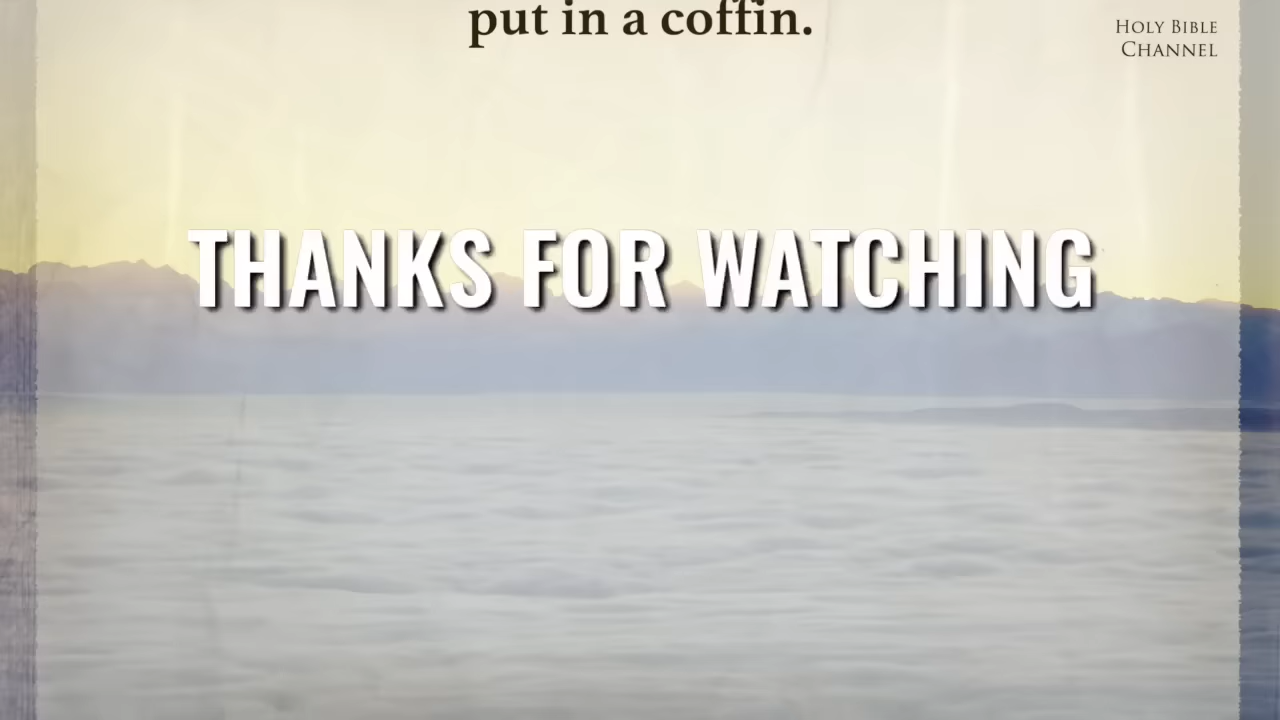 put in a coffin.
HOLY BIBLE
CHANNEL
THANKS FOR WATCHING